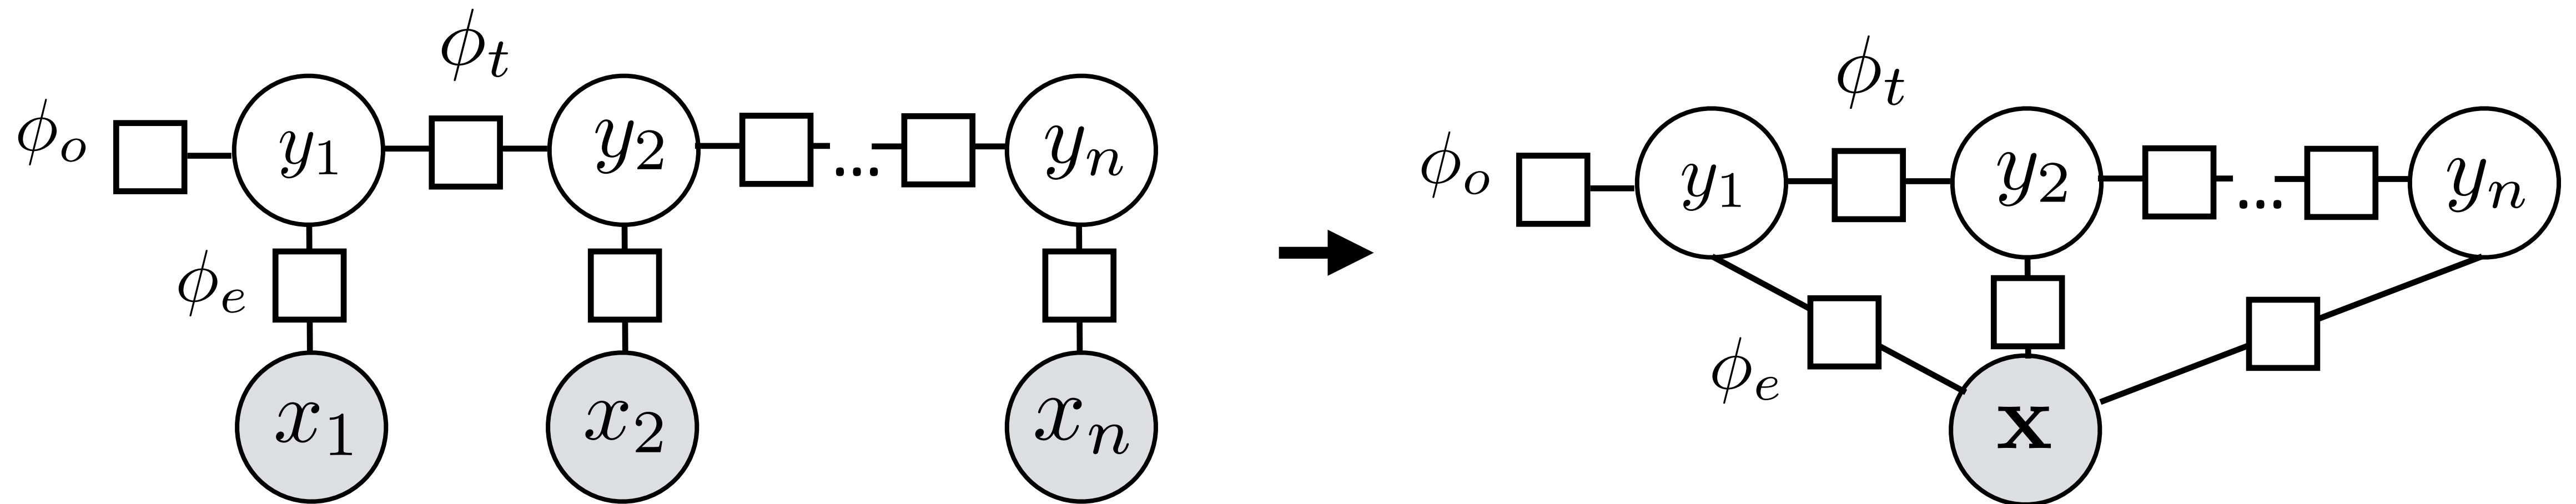 ϕ_t ϕ_t
ϕ_o y_1 y_2 ... y_n ϕ_o y_1 y_2 ... y_n
ϕ_e ϕ_e
x_1 x_2 x_n x